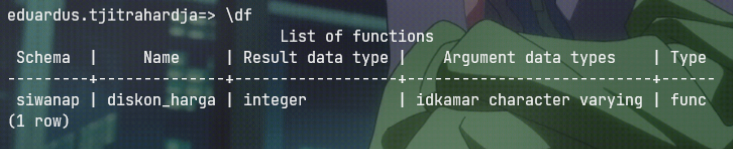 eduardus.tjitrahardja=> \df
List of functions
Schema | Name | Result data type | Argument data types | Type
---------+--------------+------------------+---------------------------+------
siwanap | diskon_harga | integer | idkamar character varying | func
(1 row)